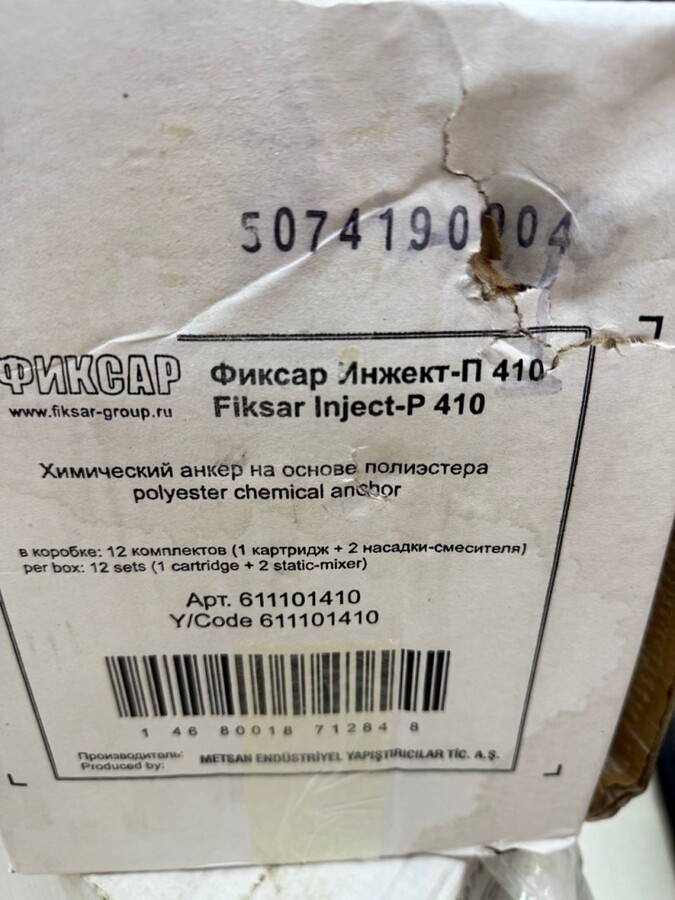 50741900004
ФИКСАР
www.fiksar-group.ru
Фиксар Инжект-П 410
Fiksar Inject-P 410
Химический анкер на основе полиэстера
polyester chemical anchor
в коробке: 12 комплектов (1 картридж + 2 насадки-смесителя)
per box: 12 sets (1 cartridge + 2 static-mixer)
Арт. 611101410
Y/Code 611101410
1 46 80018 71284 8
Производитель:
Produced by:
METSAN ENDÜSTRİYEL YAPIŞTIRICILAR TİC. A.Ş.